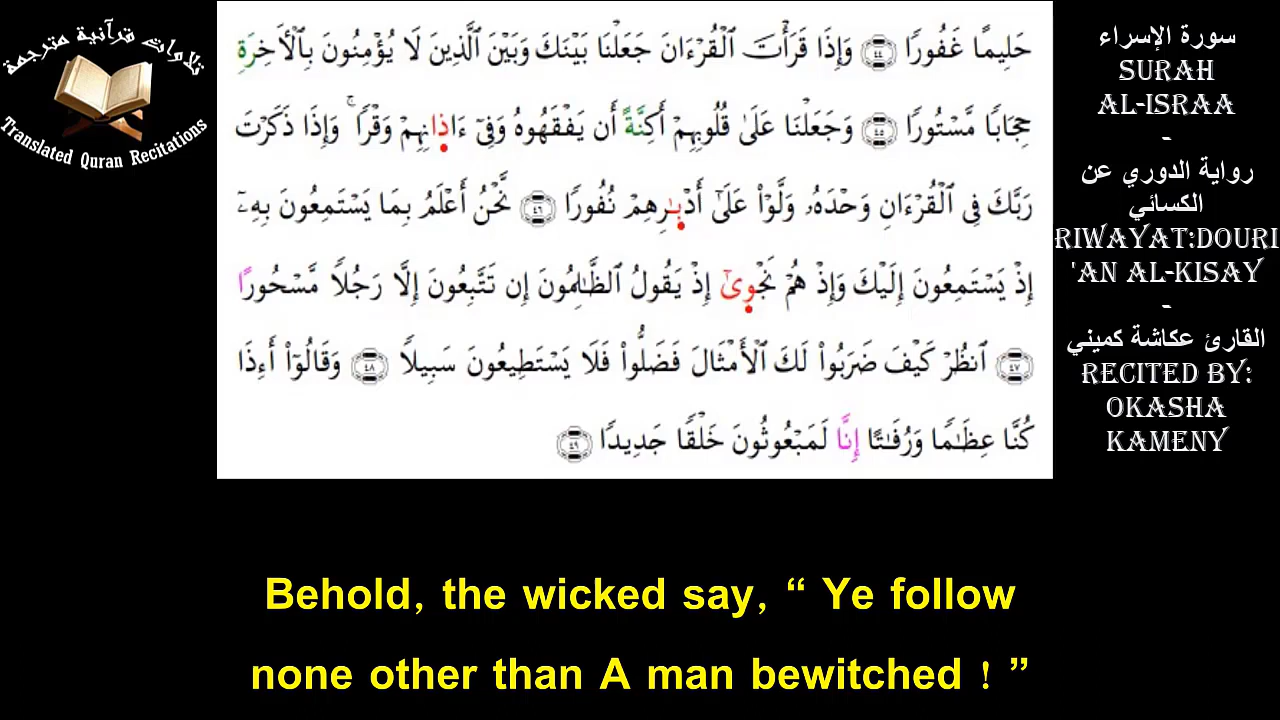 تلاوات قرآنية مترجمة
Translated Quran Recitations
حَلِيمًا غَفُورًا ٤٤ وَإِذَا قَرَأْتَ ٱلْقُرْءَانَ جَعَلْنَا بَيْنَكَ وَبَيْنَ ٱلَّذِينَ لَا يُؤْمِنُونَ بِٱلْأَخِرَةِ
حِجَابًا مَّسْتُورًا ٤٥ وَجَعَلْنَا عَلَىٰ قُلُوبِهِمْ أَكِنَّةً أَن يَفْقَهُوهُ وَفِىٓ ءَاذَانِهِمْ وَقْرًا ۚ وَإِذَا ذَكَرْتَ
رَبَّكَ فِى ٱلْقُرْءَانِ وَحْدَهُۥ وَلَّوْا۟ عَلَىٰٓ أَدْبَـٰرِهِمْ نُفُورًا ٤٦ نَّحْنُ أَعْلَمُ بِمَا يَسْتَمِعُونَ بِهِۦٓ
إِذْ يَسْتَمِعُونَ إِلَيْكَ وَإِذْ هُمْ نَجْوِىٰٓ إِذْ يَقُولُ ٱلظَّـٰلِمُونَ إِن تَتَّبِعُونَ إِلَّا رَجُلًا مَّسْحُورًا
٤٧ ٱنظُرْ كَيْفَ ضَرَبُوا۟ لَكَ ٱلْأَمْثَالَ فَضَلُّوا۟ فَلَا يَسْتَطِيعُونَ سَبِيلًا ٤٨ وَقَالُوٓا۟ أَءِذَا
كُنَّا عِظَـٰمًا وَرُفَـٰتًا إِنَّا لَمَبْعُوثُونَ خَلْقًا جَدِيدًا ٤٩
سورة الإسراء
SURAH
AL-ISRAA
-
رواية الدوري عن
الكسائي
RIWAYAT:DOURI
'AN AL-KISAY
-
القارئ عكاشة كميني
RECITED BY:
OKASHA
KAMENY
Behold, the wicked say, “ Ye follow
none other than A man bewitched ! ”